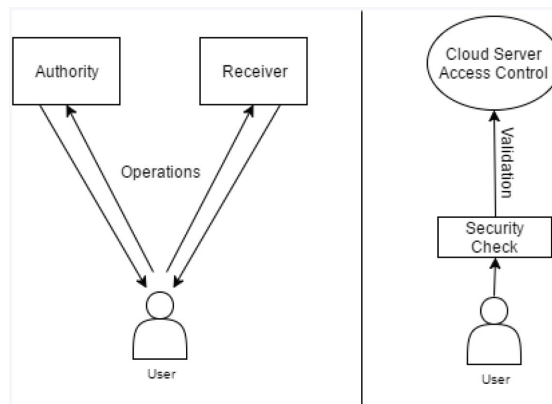 Authority
Receiver
Operations
User
Cloud Server
Access Control
Validation
Security
Check
User